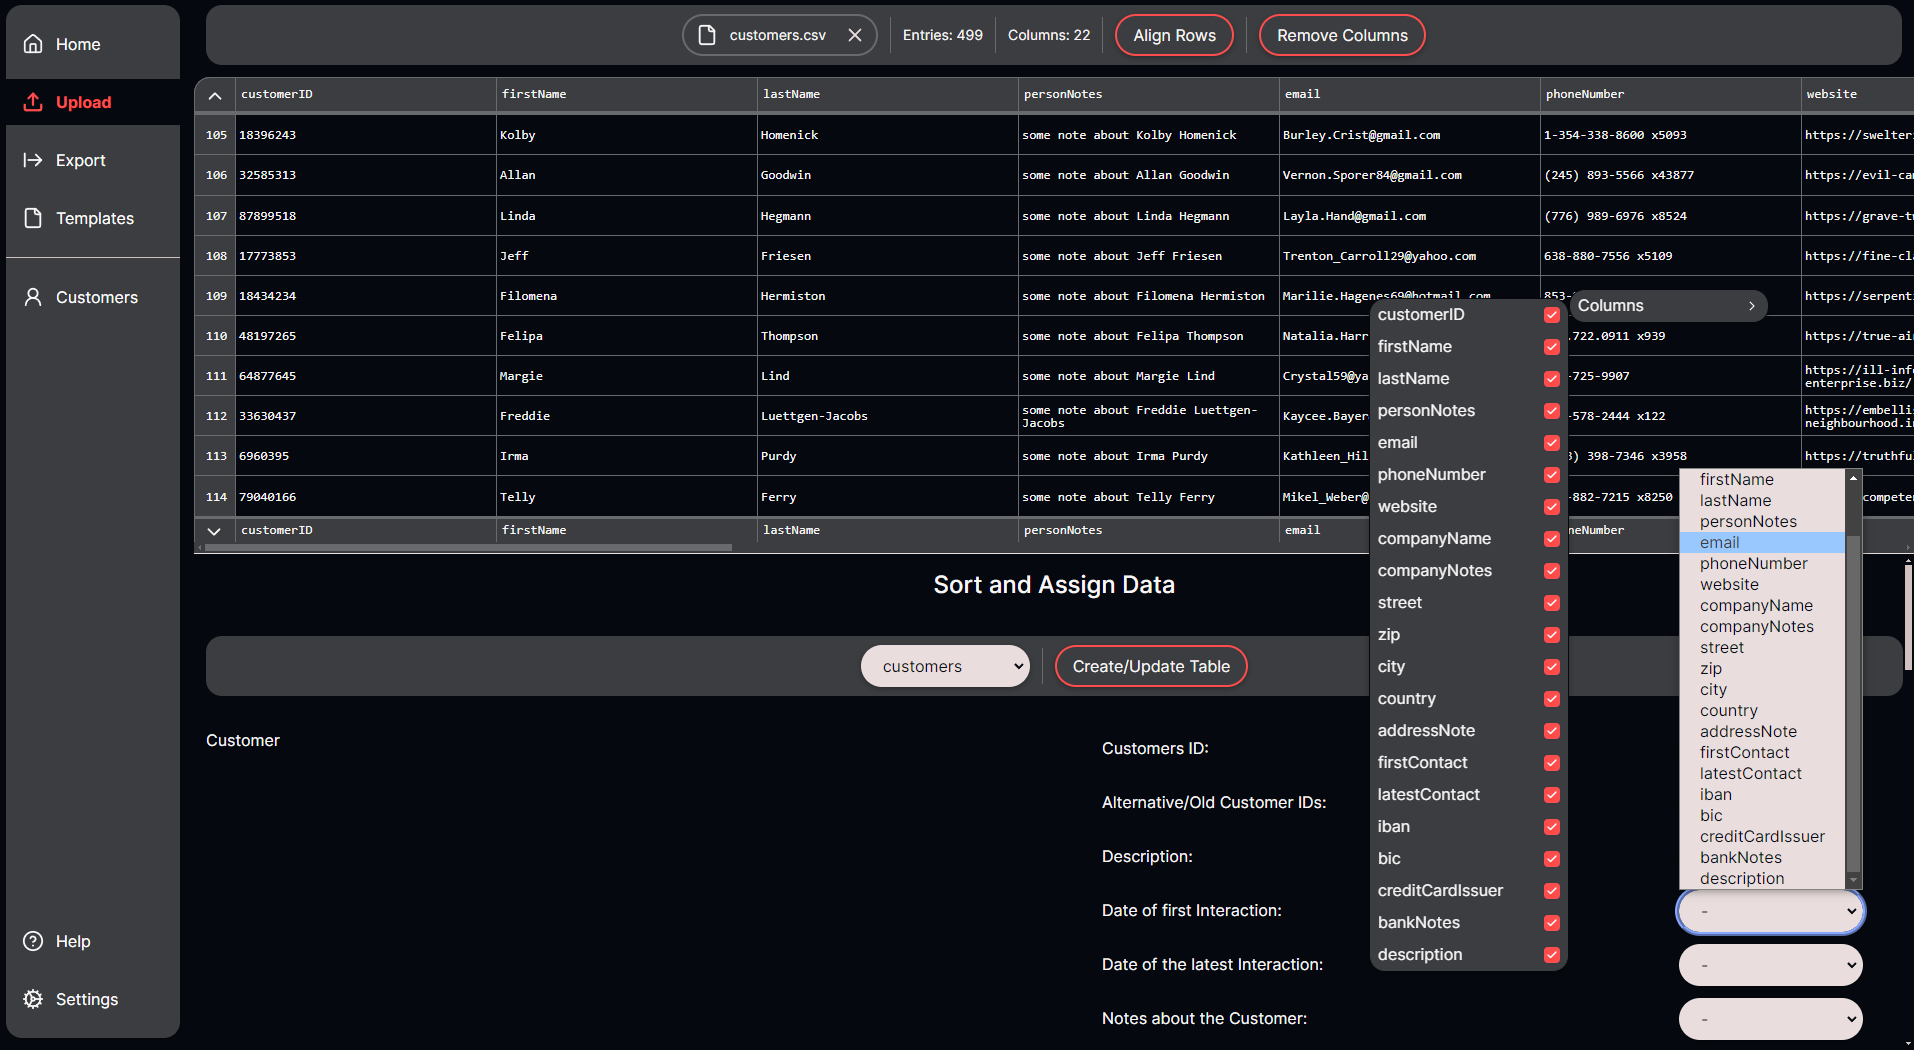 Home
Upload
Export
Templates
Customers
Help
Settings
customers.csv
Entries: 499
Columns: 22
Align Rows
Remove Columns
customerID firstName lastName personNotes email phoneNumber website
105 18396243 Kolby Homenick some note about Kolby Homenick Burley.Crist@gmail.com 1-354-338-8600 x5093 https://swelter
106 32585313 Allan Goodwin some note about Allan Goodwin Vernon.Sporer84@gmail.com (245) 893-5566 x43877 https://evil-ca
107 87899518 Linda Hegmann some note about Linda Hegmann Layla.Hand@gmail.com (776) 989-6976 x8524 https://grave-t
108 17773853 Jeff Friesen some note about Jeff Friesen Trenton_Carroll29@yahoo.com 638-880-7556 x5109 https://fine-cl
109 18434234 Filomena Hermiston some note about Filomena Hermiston Marilie.Hagenes69@hotmail.com 853- https://serpent
110 48197265 Felipa Thompson some note about Felipa Thompson Natalia.Harr .722.0911 x939 https://true-ai
111 64877645 Margie Lind some note about Margie Lind Crystal59@ya -725-9907 https://ill-inf
enterprise.biz/
112 33630437 Freddie Luettgen-Jacobs some note about Freddie Luettgen-
Jacobs Kaycee.Bayer -578-2444 x122 https://embelli
neighbourhood.i
113 6960395 Irma Purdy some note about Irma Purdy Kathleen_Hil ) 398-7346 x3958 https://truthfu
114 79040166 Telly Ferry some note about Telly Ferry Mikel_Weber@ -882-7215 x8250 compete
customerID firstName lastName personNotes email neNumber
Columns
customerID
firstName
lastName
personNotes
email
phoneNumber
website
companyName
companyNotes
street
zip
city
country
addressNote
firstContact
latestContact
iban
bic
creditCardIssuer
bankNotes
description
firstName
lastName
personNotes
email
phoneNumber
website
companyName
companyNotes
street
zip
city
country
addressNote
firstContact
latestContact
iban
bic
creditCardIssuer
bankNotes
description
Sort and Assign Data
customers
Create/Update Table
Customer
Customers ID:
Alternative/Old Customer IDs:
Description:
Date of first Interaction:
-
Date of the latest Interaction:
-
Notes about the Customer:
-